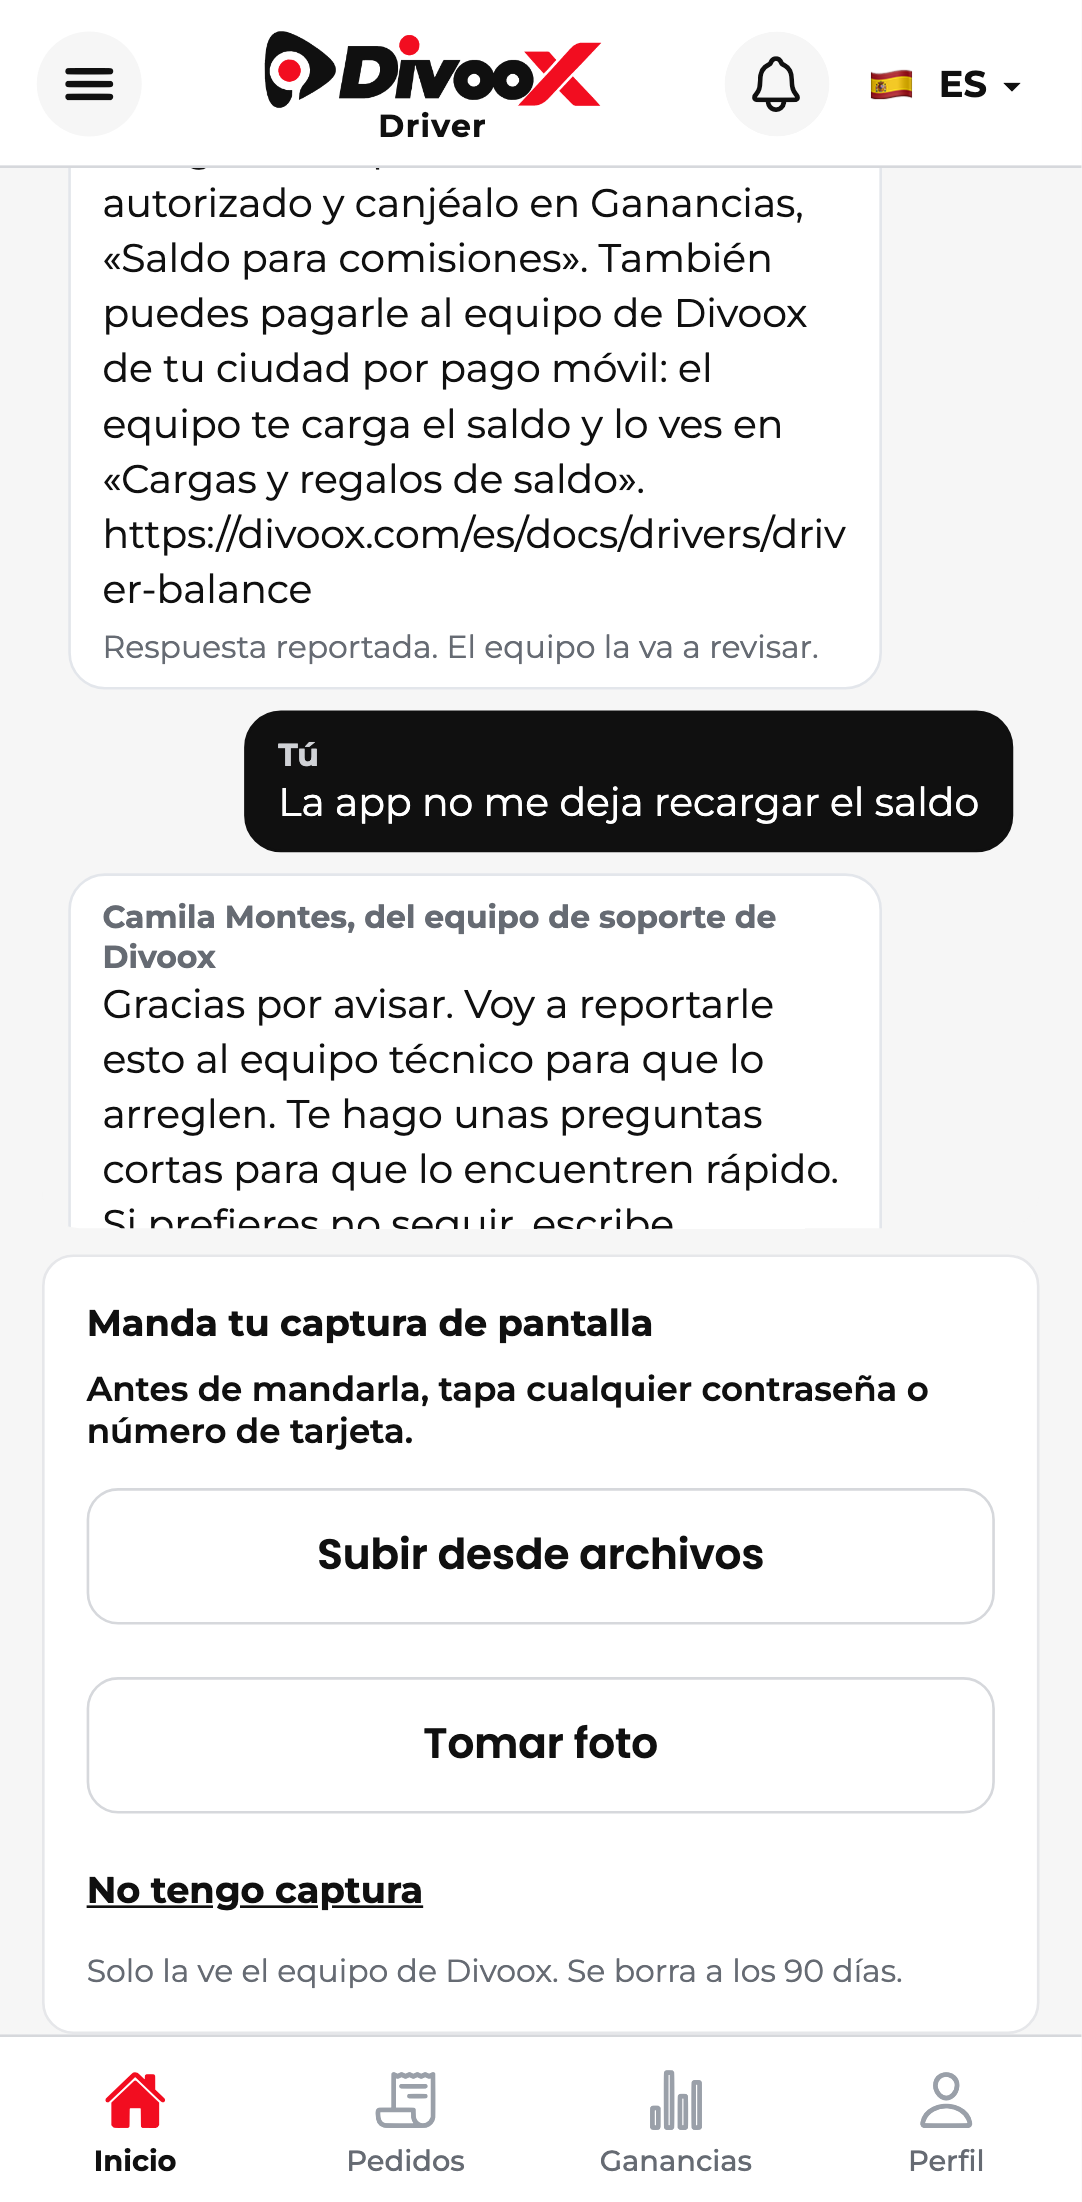 Divoox
Driver
ES
autorizado y canjéalo en Ganancias,
«Saldo para comisiones». También
puedes pagarle al equipo de Divoox
de tu ciudad por pago móvil: el
equipo te carga el saldo y lo ves en
«Cargas y regalos de saldo».
https://divoox.com/es/docs/drivers/driv
er-balance
Respuesta reportada. El equipo la va a revisar.
Tú
La app no me deja recargar el saldo
Camila Montes, del equipo de soporte de
Divoox
Gracias por avisar. Voy a reportarle
esto al equipo técnico para que lo
arreglen. Te hago unas preguntas
cortas para que lo encuentren rápido.
Si prefieres no seguir, escribe
Manda tu captura de pantalla
Antes de mandarla, tapa cualquier contraseña o
número de tarjeta.
Subir desde archivos
Tomar foto
No tengo captura
Solo la ve el equipo de Divoox. Se borra a los 90 días.
Inicio
Pedidos
Ganancias
Perfil